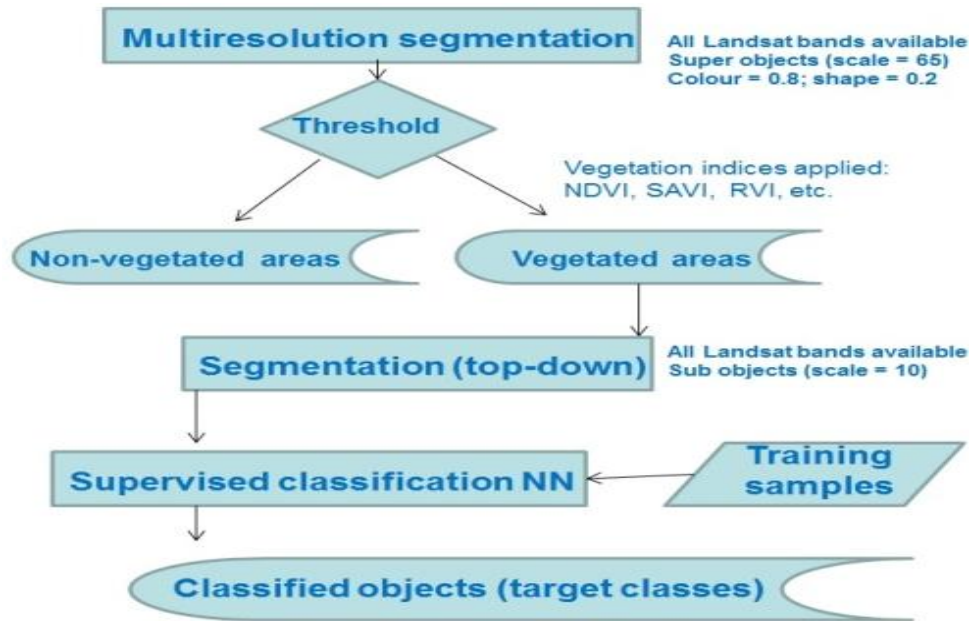 Multiresolution segmentation
All Landsat bands available
Super objects (scale = 65)
Colour = 0.8; shape = 0.2
Threshold
Vegetation indices applied:
NDVI, SAVI, RVI, etc.
Non-vegetated areas
Vegetated areas
Segmentation (top-down)
All Landsat bands available
Sub objects (scale = 10)
Supervised classification NN
Training
samples
Classified objects (target classes)